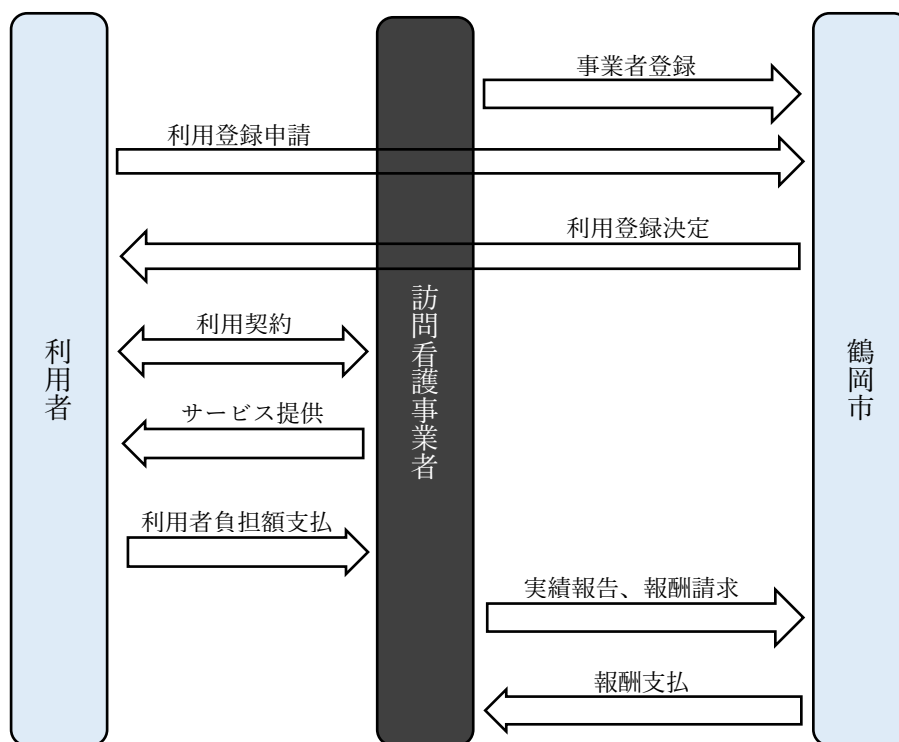 事業者登録
利用登録申請
利用登録決定
利用契約
サービス提供
利用者負担額支払
実績報告、報酬請求
報酬支払
利用者
訪問看護事業者
鶴岡市